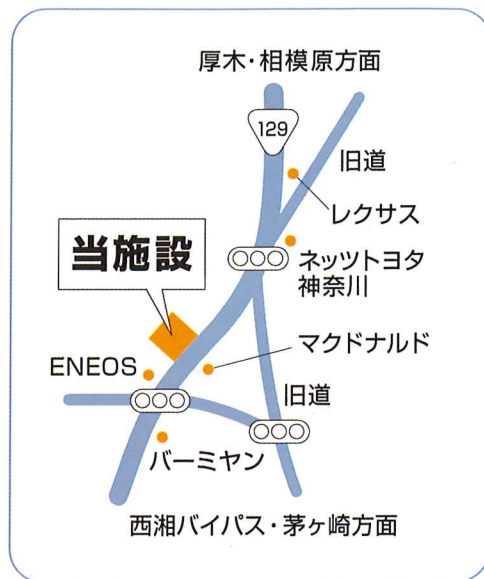 厚木・相模原方面
129
旧道
レクサス
当施設
ネッツトヨタ
神奈川
マクドナルド
ENEOS
旧道
バーミヤン
西湘バイパス・茅ヶ崎方面